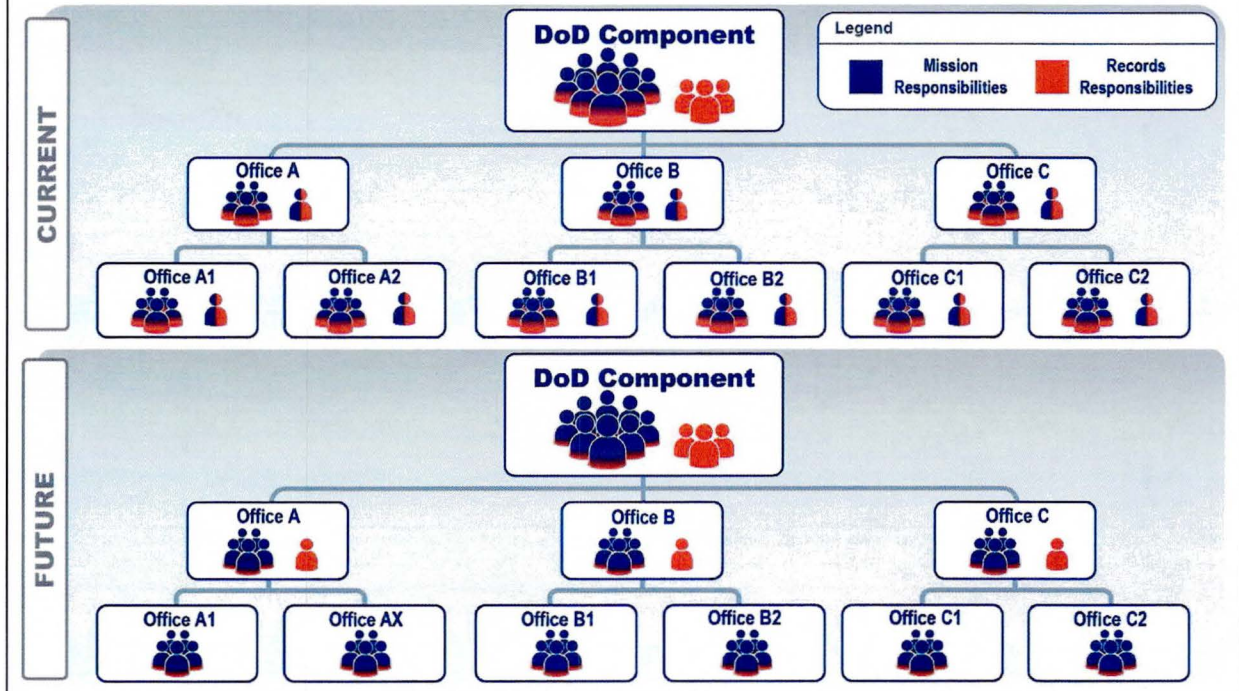 CURRENT
DoD Component
Legend
Mission
Responsibilities
Records
Responsibilities
Office A
Office B
Office C
Office A1
Office A2
Office B1
Office B2
Office C1
Office C2
FUTURE
DoD Component
Office A
Office B
Office C
Office A1
Office AX
Office B1
Office B2
Office C1
Office C2